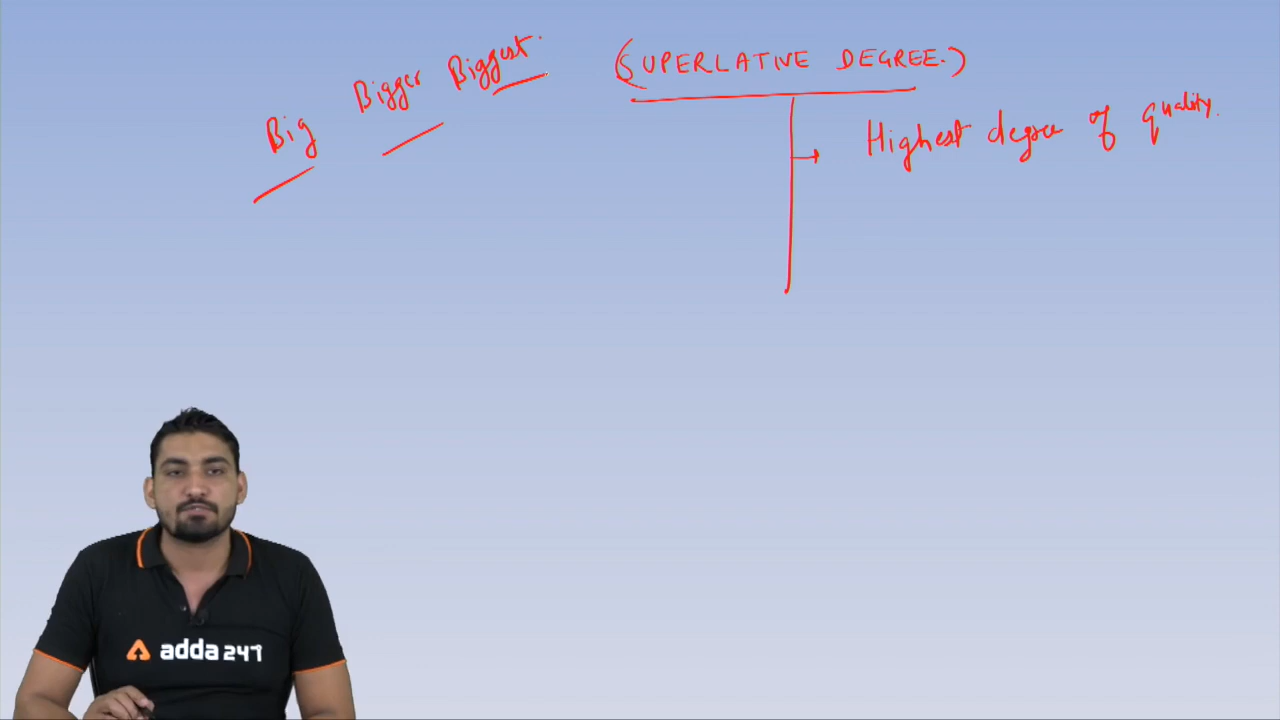 Big Bigger Biggest.
(SUPERLATIVE DEGREE.)
Highest degree of quality.
adda 247